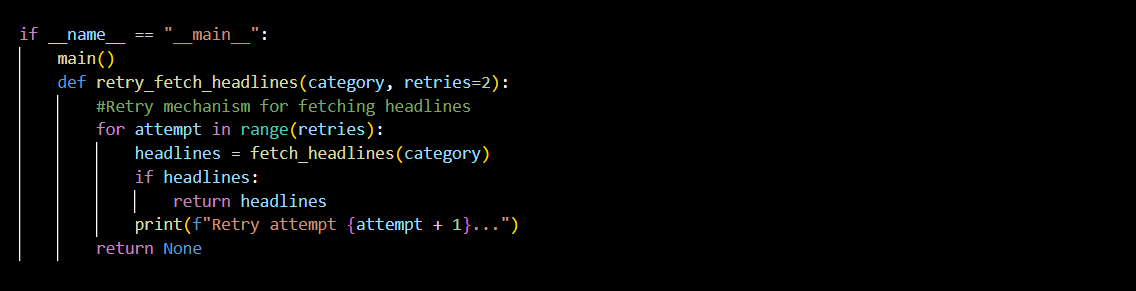 if __name__ == "__main__":
    main()
    def retry_fetch_headlines(category, retries=2):
        #Retry mechanism for fetching headlines
        for attempt in range(retries):
            headlines = fetch_headlines(category)
            if headlines:
                return headlines
            print(f"Retry attempt {attempt + 1}...")
        return None